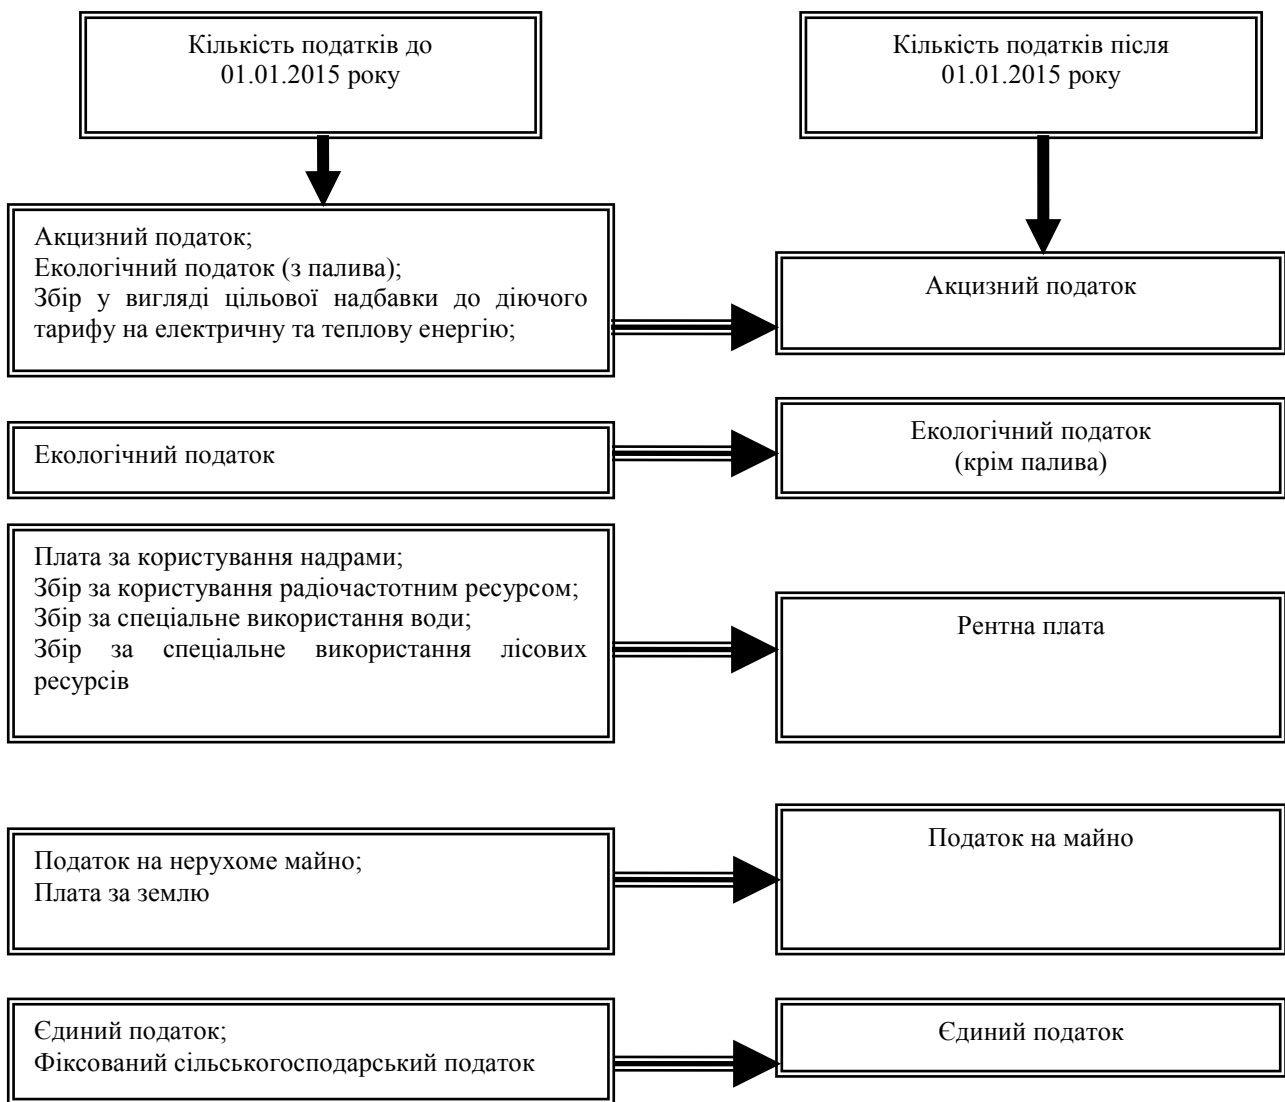 Кількість податків до
01.01.2015 року
Кількість податків після
01.01.2015 року
Акцизний податок;
Екологічний податок (з палива);
Збір у вигляді цільової надбавки до діючого
тарифу на електричну та теплову енергію;
Акцизний податок
Екологічний податок
Екологічний податок
(крім палива)
Плата за користування надрами;
Збір за користування радіочастотним ресурсом;
Збір за спеціальне використання води;
Збір за спеціальне використання лісових
ресурсів
Рентна плата
Податок на нерухоме майно;
Плата за землю
Податок на майно
Єдиний податок;
Фіксований сільськогосподарський податок
Єдиний податок